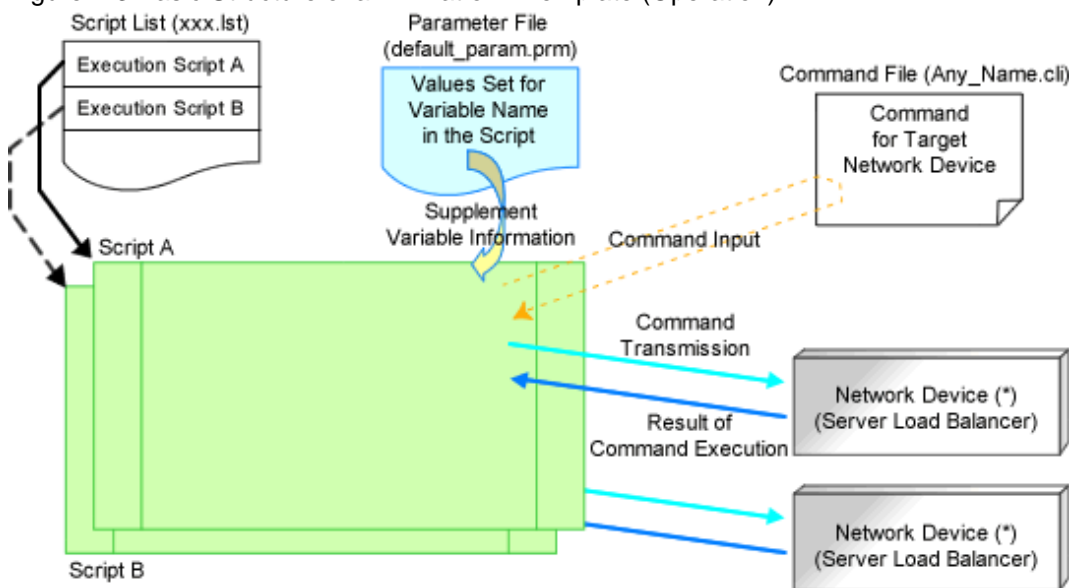 Script List (xxx.lst)
Execution Script A
Execution Script B
Parameter File
(default_param.prm)
Values Set for
Variable Name
in the Script
Command File (Any_Name.cli)
Command
for Target
Network Device
Supplement
Variable Information
Command Input
Script A
Command
Transmission
Network Device (*)
(Server Load Balancer)
Result of
Command Execution
Network Device (*)
(Server Load Balancer)
Script B